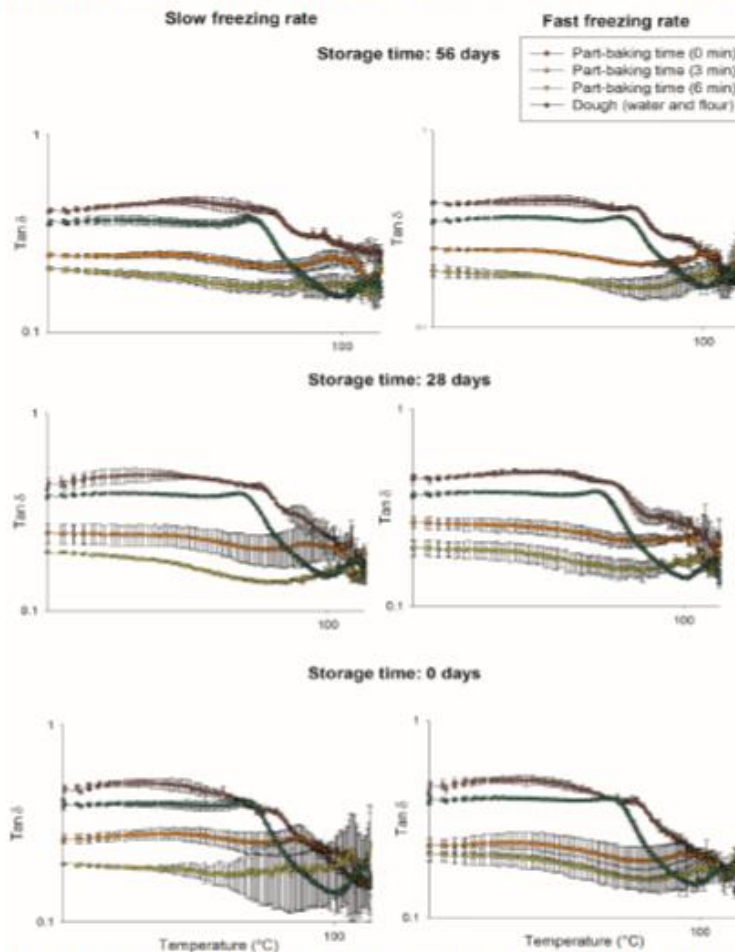 Slow freezing rate
Fast freezing rate
Storage time: 56 days
Part-baking time (0 min)
Part-baking time (3 min)
Part-baking time (6 min)
Dough (water and flour)
1
1
Tan δ
Tan δ
0.1
0.1
100
100
Storage time: 28 days
1
1
Tan δ
Tan δ
0.1
0.1
100
100
Storage time: 0 days
1
1
Tan δ
Tan δ
0.1
0.1
100
100
Temperature (°C)
Temperature (°C)